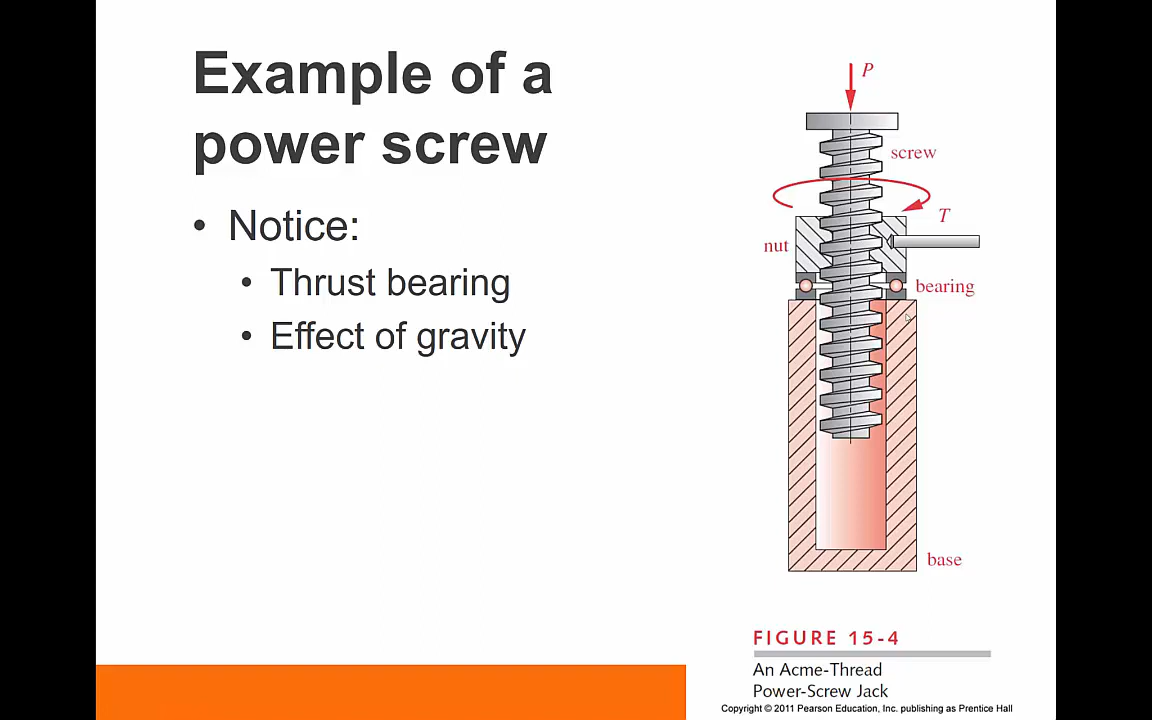 Example of a
power screw
• Notice:
• Thrust bearing
• Effect of gravity
P
screw
T
nut
bearing
base
FIGURE 15-4
An Acme-Thread
Power-Screw Jack
Copyright © 2011 Pearson Education, Inc. publishing as Prentice Hall